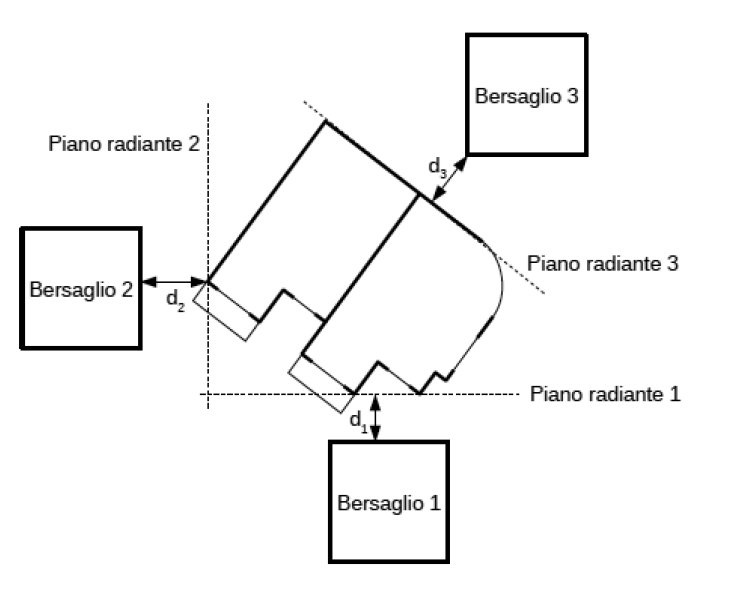 Bersaglio 3
Piano radiante 2
d3
Piano radiante 3
Bersaglio 2
d2
Piano radiante 1
d1
Bersaglio 1